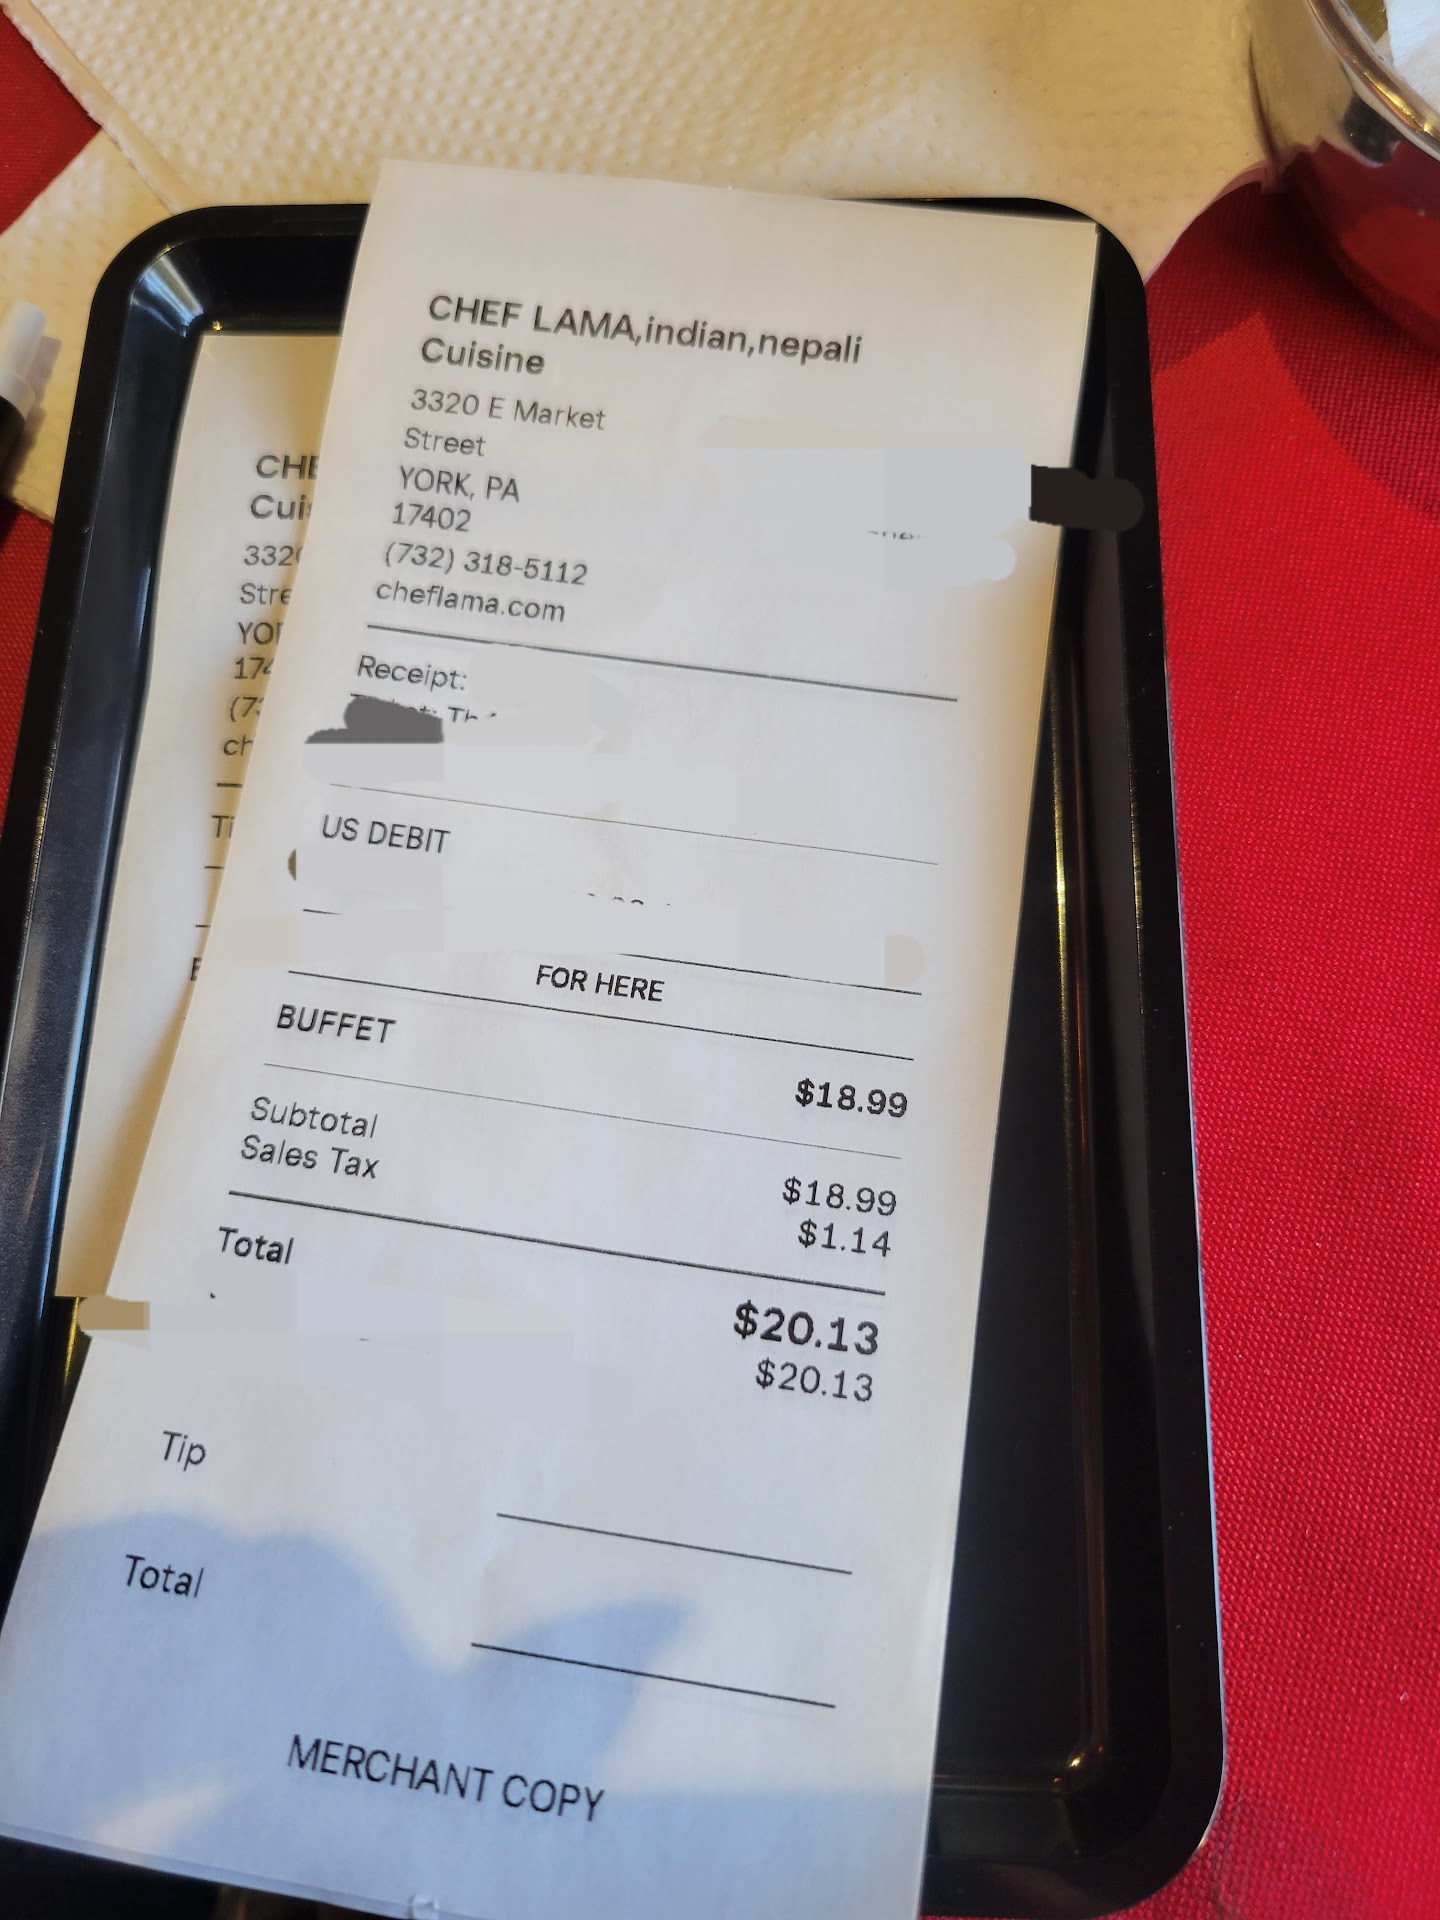 CHEF LAMA,indian,nepali
Cuisine
3320 E Market
Street
YORK, PA
17402
(732) 318-5112
cheflama.com
Receipt:
US DEBIT
FOR HERE
BUFFET
$18.99
Subtotal
$18.99
Sales Tax
$1.14
Total
$20.13
$20.13
Tip
Total
MERCHANT COPY